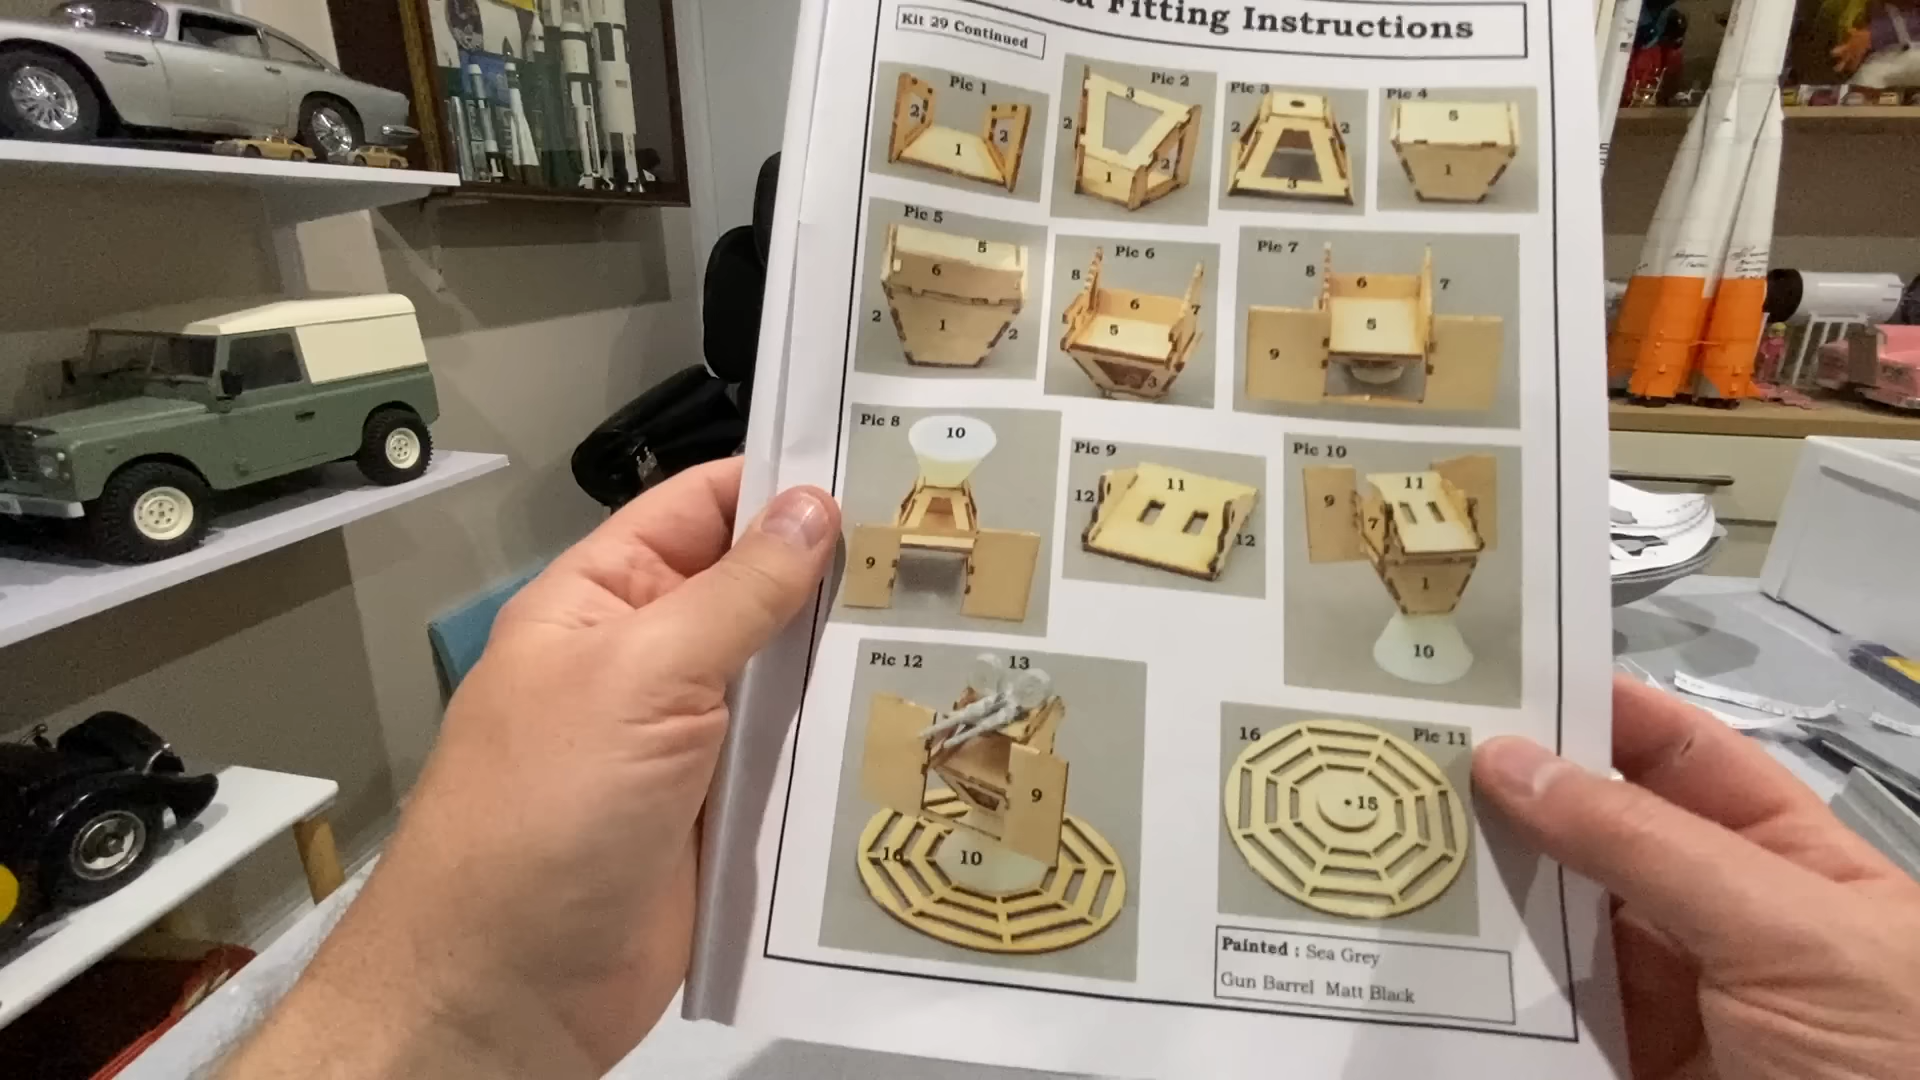 Fitting Instructions
Kit 29 Continued
Pic 1
2
2
1
Pic 2
3
2
2
1
Pic 3
2
2
3
Pic 4
5
1
Pic 5
5
6
2
1
2
Pic 6
8
6
7
5
3
Pic 7
8
6
7
5
9
Pic 8
10
9
Pic 9
11
12
12
Pic 10
9
11
7
1
10
Pic 12
13
9
16
10
16
Pic 11
15
Painted : Sea Grey
Gun Barrel Matt Black